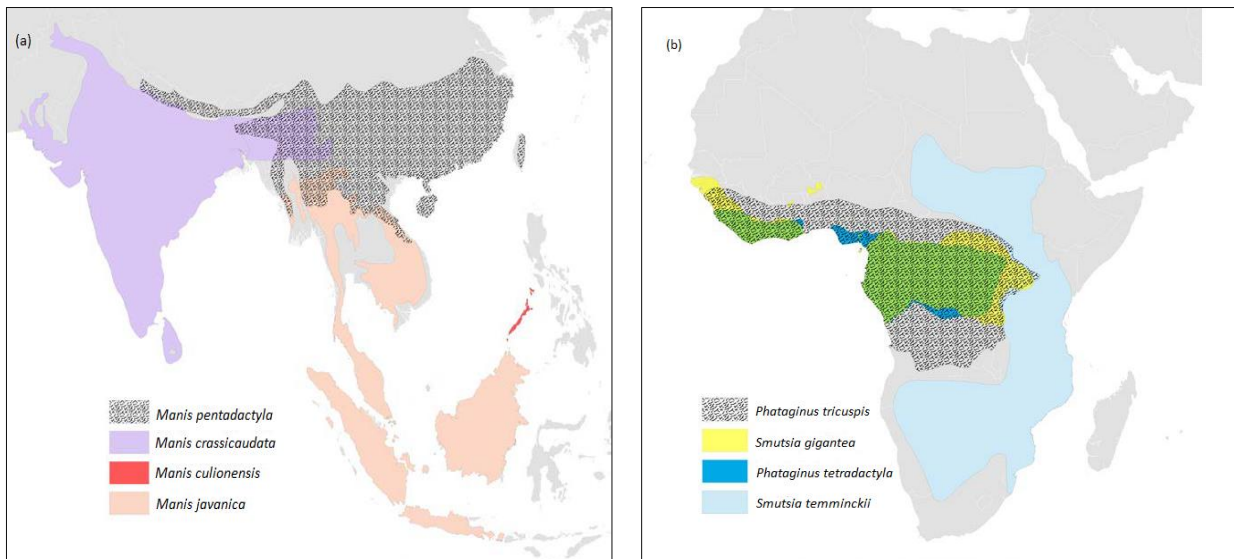 (a)
Manis pentadactyla
Manis crassicaudata
Manis culionensis
Manis javanica
(b)
Phataginus tricuspis
Smutsia gigantea
Phataginus tetradactyla
Smutsia temminckii